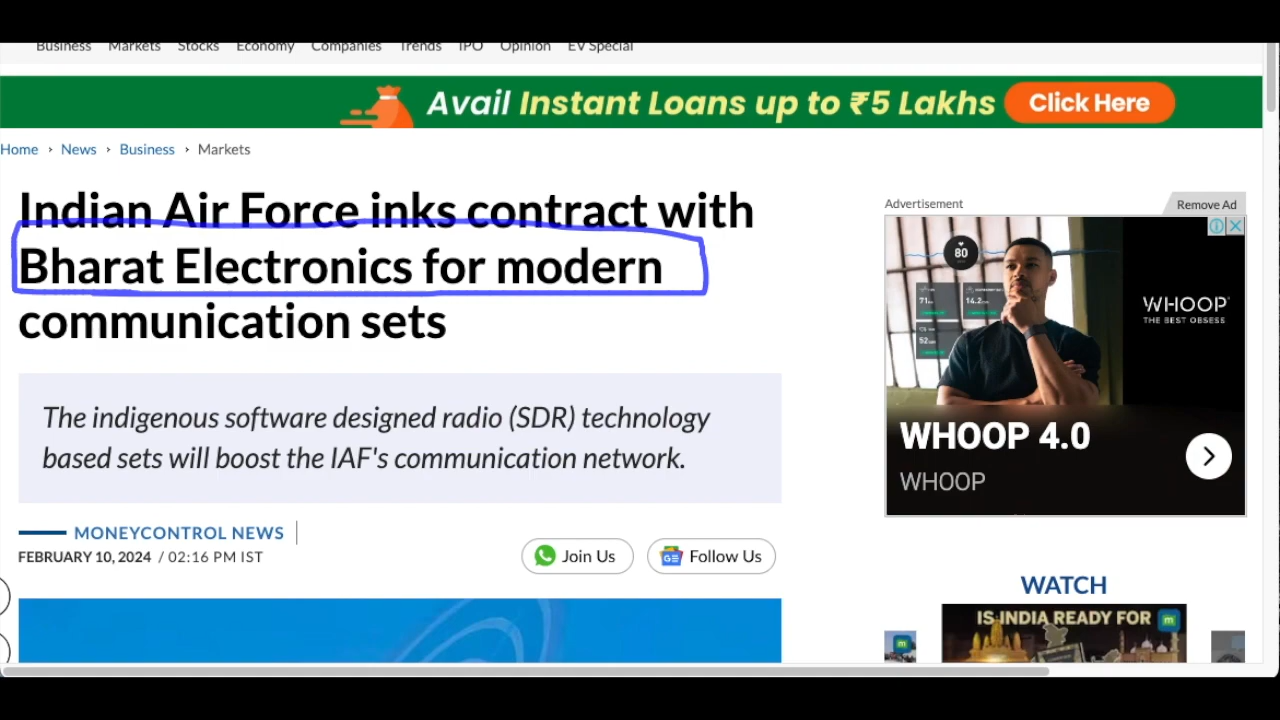 Business Markets Stocks Economy Companies Trends IPO Opinion EV Special
Avail Instant Loans up to ₹5 Lakhs Click Here
Home › News › Business › Markets
Indian Air Force inks contract with
Bharat Electronics for modern
communication sets
The indigenous software designed radio (SDR) technology
based sets will boost the IAF's communication network.
MONEYCONTROL NEWS
FEBRUARY 10, 2024 / 02:16 PM IST
Join Us
Follow Us
Advertisement
Remove Ad
80
WHOOP
THE BEST OBSESS
WHOOP 4.0
WHOOP
WATCH
IS INDIA READY FOR
m